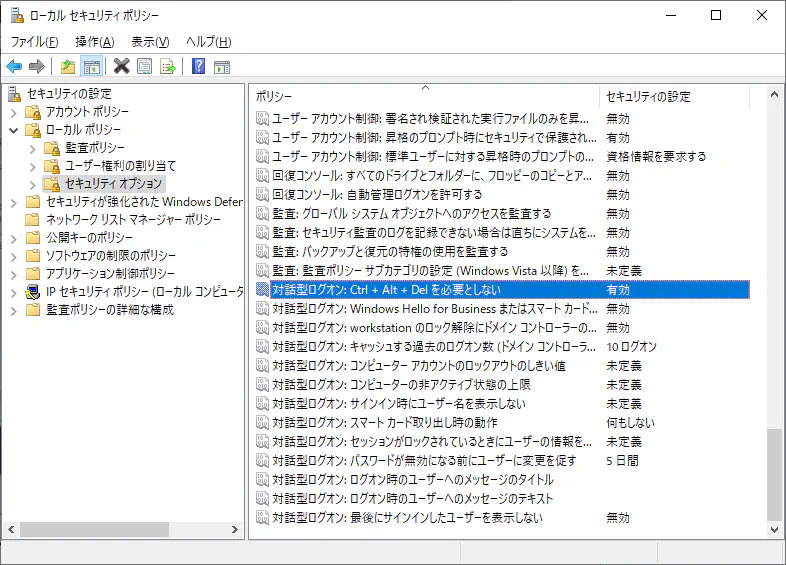 ローカル セキュリティ ポリシー
ファイル(F) 操作(A) 表示(V) ヘルプ(H)
セキュリティの設定
アカウント ポリシー
ローカル ポリシー
監査ポリシー
ユーザー権利の割り当て
セキュリティ オプション
セキュリティが強化された Windows Defer
ネットワーク リスト マネージャー ポリシー
公開キーのポリシー
ソフトウェアの制限のポリシー
アプリケーション制御ポリシー
IP セキュリティ ポリシー (ローカル コンピュータ
監査ポリシーの詳細な構成
ポリシー セキュリティの設定
ユーザー アカウント制御: 署名され検証された実行ファイルのみを昇... 無効
ユーザー アカウント制御: 昇格のプロンプト時にセキュリティで保護され... 有効
ユーザー アカウント制御: 標準ユーザーに対する昇格時のプロンプトの... 資格情報を要求する
回復コンソール: すべてのドライブとフォルダーに、フロッピーのコピーとア... 無効
回復コンソール: 自動管理ログオンを許可する 無効
監査: グローバル システム オブジェクトへのアクセスを監査する 無効
監査: セキュリティ監査のログを記録できない場合は直ちにシステムを... 無効
監査: バックアップと復元の特権の使用を監査する 無効
監査: 監査ポリシー サブカテゴリの設定 (Windows Vista 以降) を... 未定義
対話型ログオン: Ctrl + Alt + Del を必要としない 有効
対話型ログオン: Windows Hello for Business またはスマート カード... 無効
対話型ログオン: workstation のロック解除にドメイン コントローラーの... 無効
対話型ログオン: キャッシュする過去のログオン数 (ドメイン コントローラ... 10 ログオン
対話型ログオン: コンピューター アカウントのロックアウトのしきい値 未定義
対話型ログオン: コンピューターの非アクティブ状態の上限 未定義
対話型ログオン: サインイン時にユーザー名を表示しない 未定義
対話型ログオン: スマート カード取り出し時の動作 何もしない
対話型ログオン: セッションがロックされているときにユーザーの情報を... 未定義
対話型ログオン: パスワードが無効になる前にユーザーに変更を促す 5 日間
対話型ログオン: ログオン時のユーザーへのメッセージのタイトル
対話型ログオン: ログオン時のユーザーへのメッセージのテキスト
対話型ログオン: 最後にサインインしたユーザーを表示しない 無効